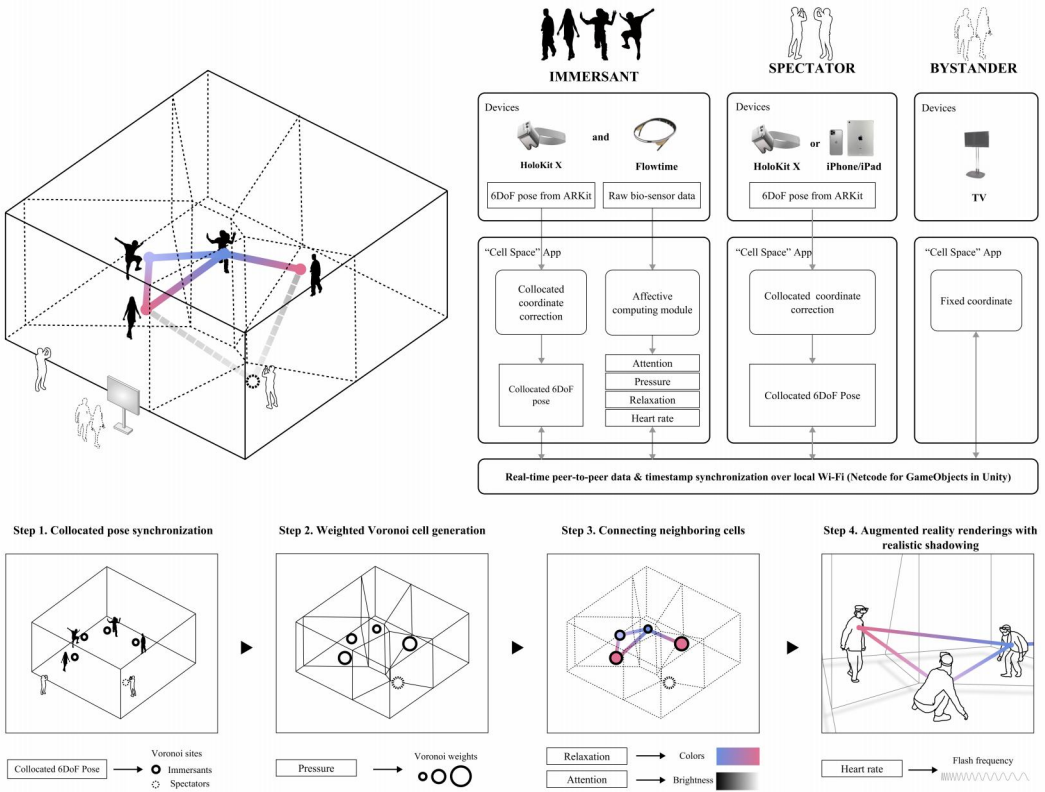 IMMERSANT
SPECTATOR
BYSTANDER
Devices
HoloKit X
and
Flowtime
6DoF pose from ARKit
Raw bio-sensor data
Devices
HoloKit X
or
iPhone/iPad
6DoF pose from ARKit
Devices
TV
“Cell Space” App
Collocated
coordinate
correction
Affective
computing module
Collocated 6DoF
pose
Attention
Pressure
Relaxation
Heart rate
“Cell Space” App
Collocated coordinate
correction
Collocated 6DoF Pose
“Cell Space” App
Fixed coordinate
Real-time peer-to-peer data & timestamp synchronization over local Wi-Fi (Netcode for GameObjects in Unity)
Step 1. Collocated pose synchronization
Collocated 6DoF Pose
Voronoi sites
Immersants
Spectators
Step 2. Weighted Voronoi cell generation
Pressure
Voronoi weights
Step 3. Connecting neighboring cells
Relaxation
Colors
Attention
Brightness
Step 4. Augmented reality renderings with
realistic shadowing
Heart rate
Flash frequency